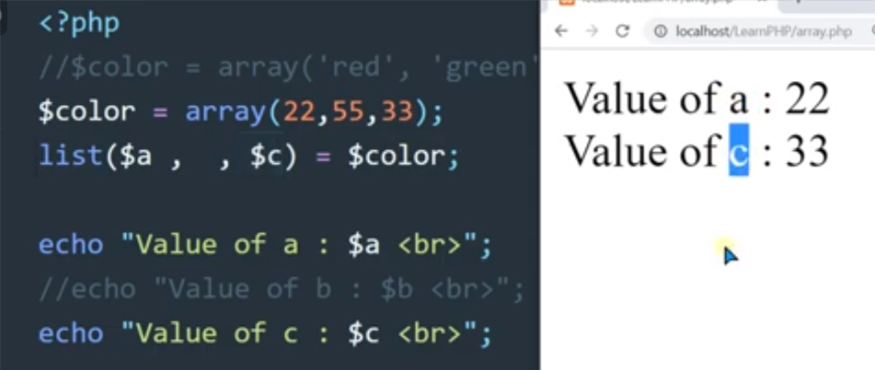 <?php
//$color = array('red', 'green'
$color = array(22,55,33);
list($a , , $c) = $color;
echo "Value of a : $a <br>";
//echo "Value of b : $b <br>";
echo "Value of c : $c <br>";
localhost/LearnPHP/array.php
Value of a : 22
Value of c : 33